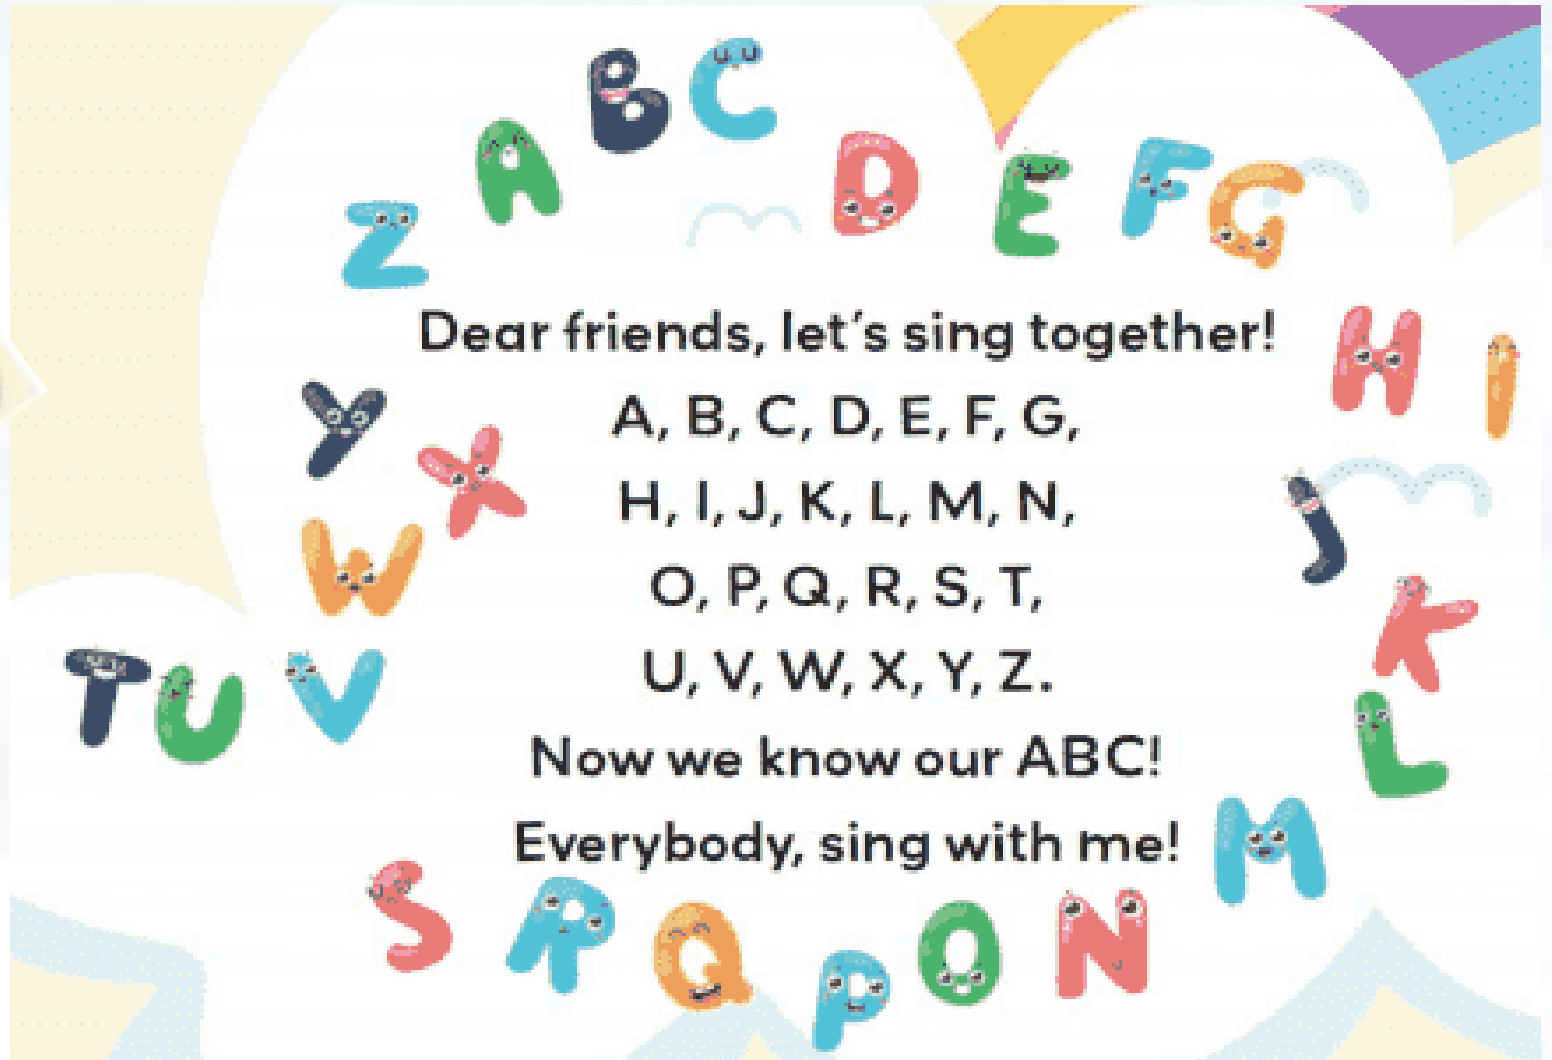 A B C D E F G
H I
J
K
L
M
N
O
P
Q
R
S
T U V
W
X
Y
Z
Dear friends, let's sing together!
A, B, C, D, E, F, G,
H, I, J, K, L, M, N,
O, P, Q, R, S, T,
U, V, W, X, Y, Z.
Now we know our ABC!
Everybody, sing with me!